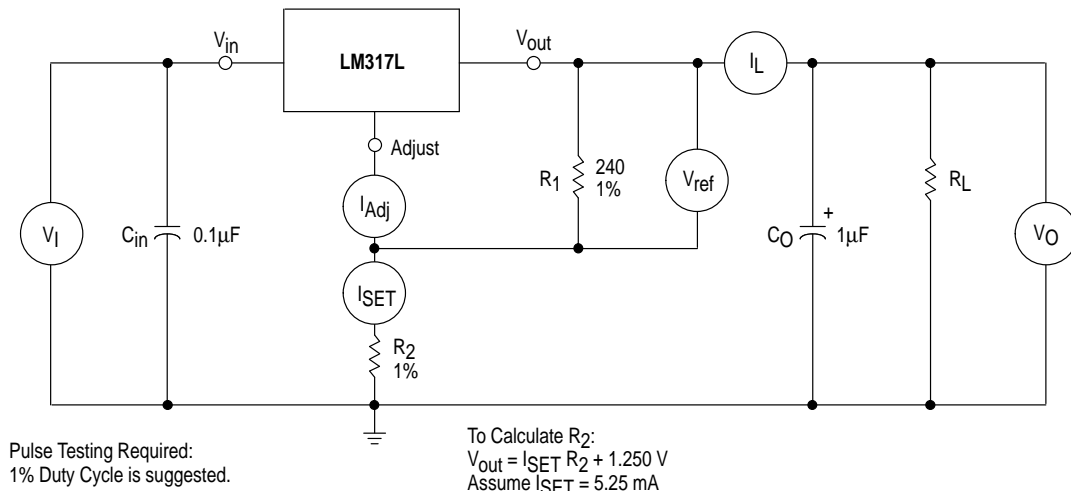 Vin
LM317L
Vout
IL
Adjust
IAdj
R1
240
1%
Vref
RL
VI
Cin
0.1µF
CO
+
1µF
VO
ISET
R2
1%
Pulse Testing Required:
1% Duty Cycle is suggested.
To Calculate R2:
Vout = ISET R2 + 1.250 V
Assume ISET = 5.25 mA